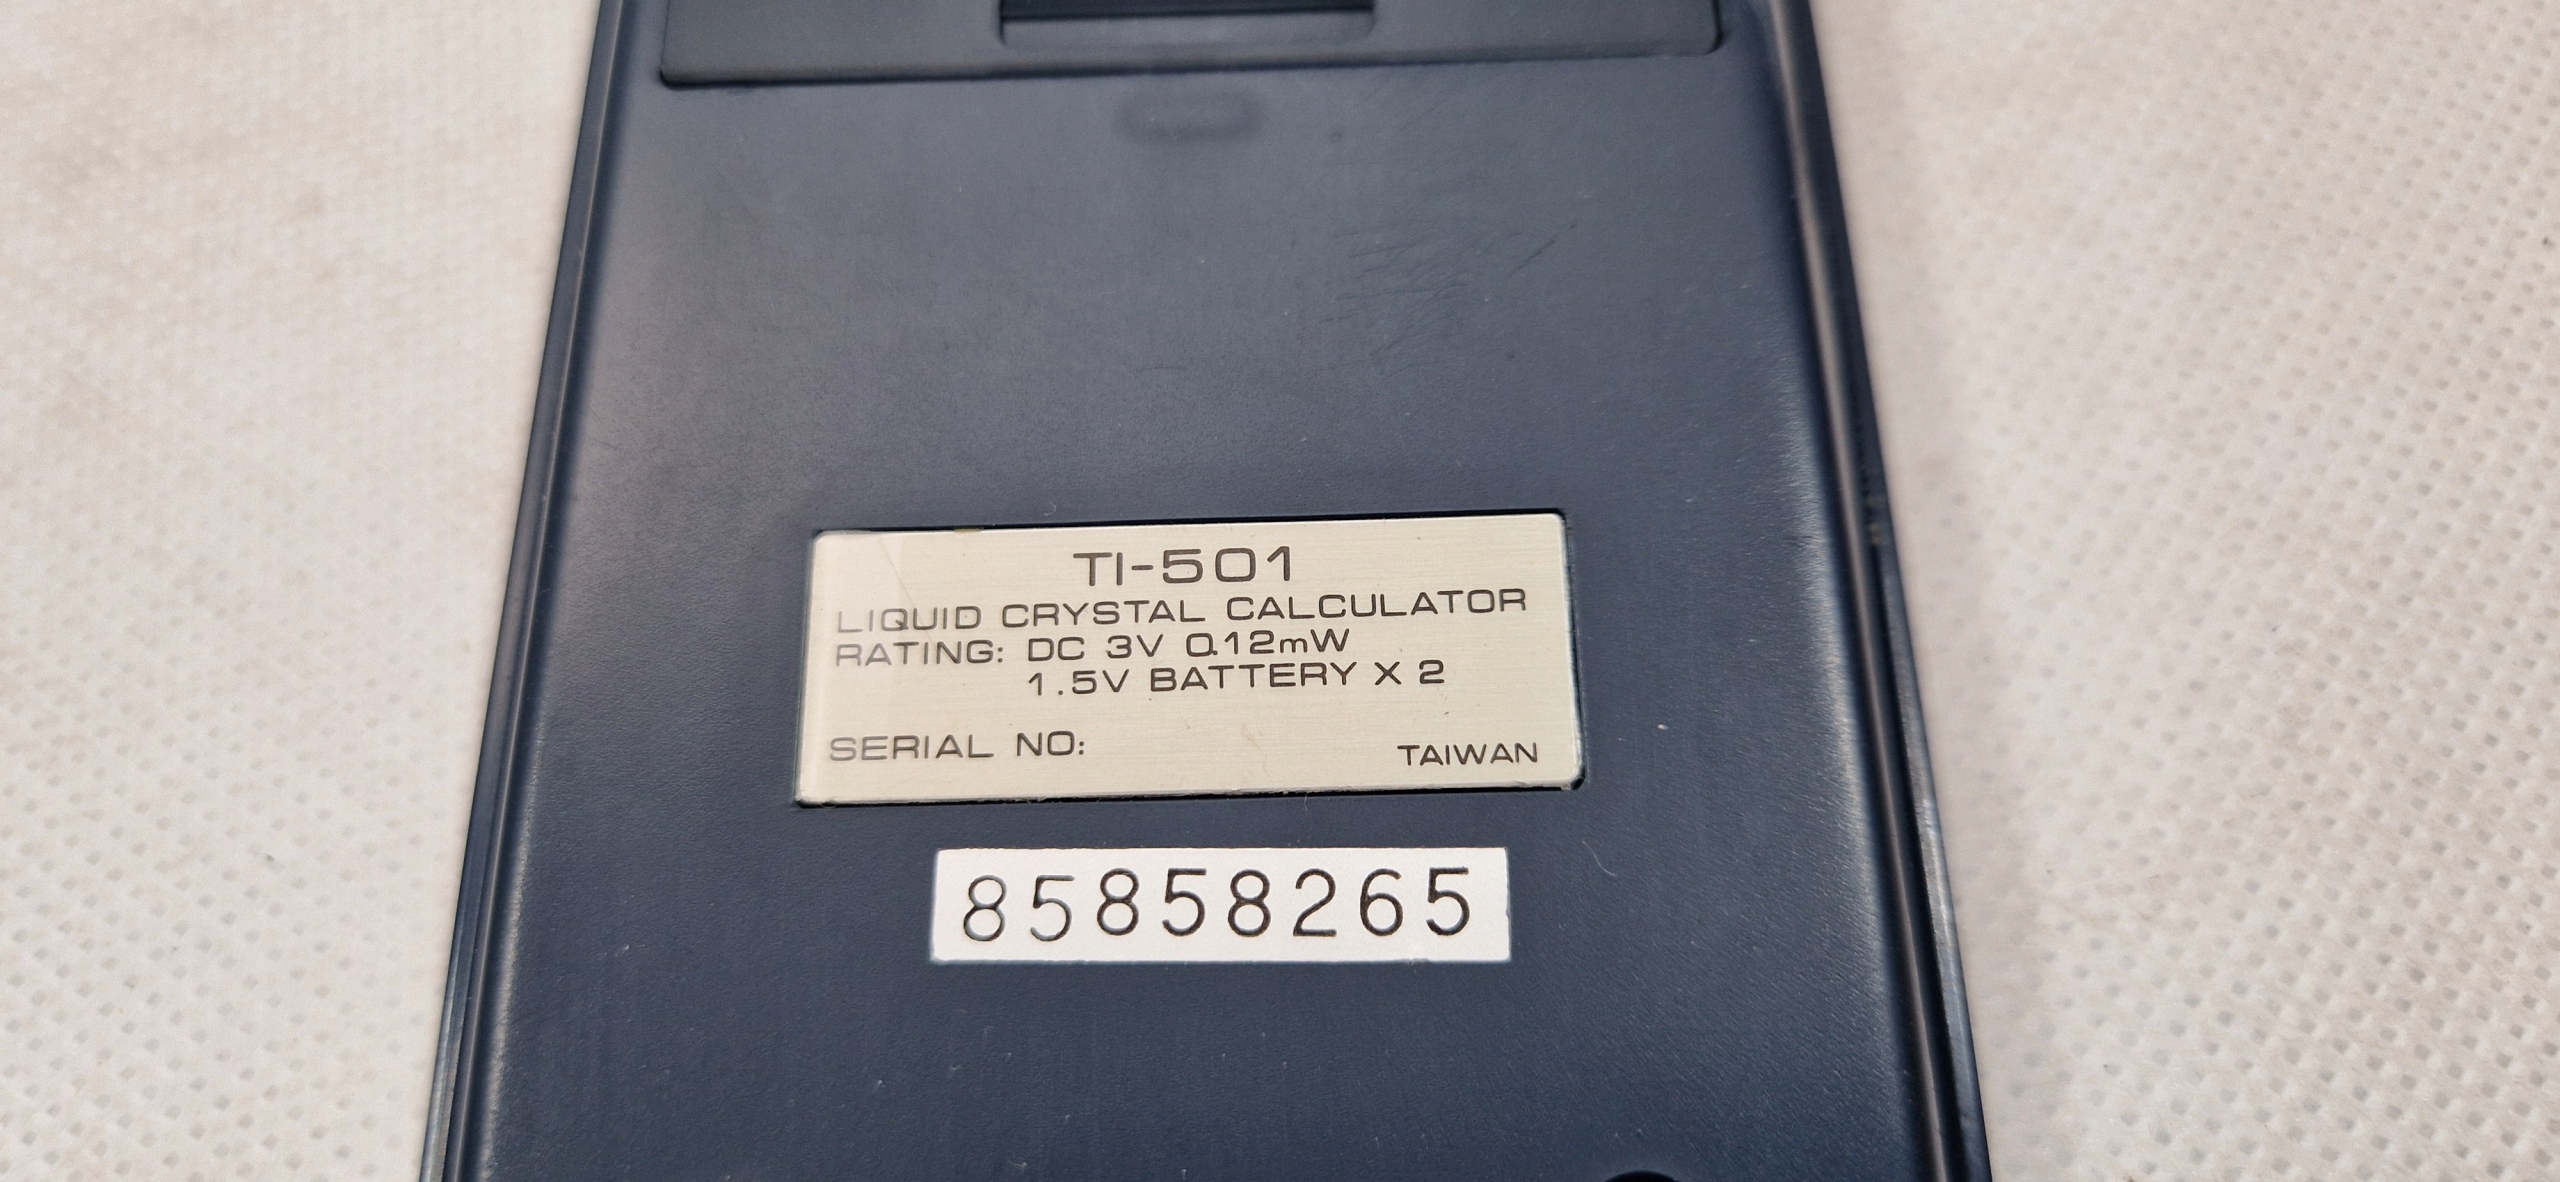 TI-501
LIQUID CRYSTAL CALCULATOR
RATING: DC 3V 0.12mW
1.5V BATTERY X 2
SERIAL NO: TAIWAN
85858265